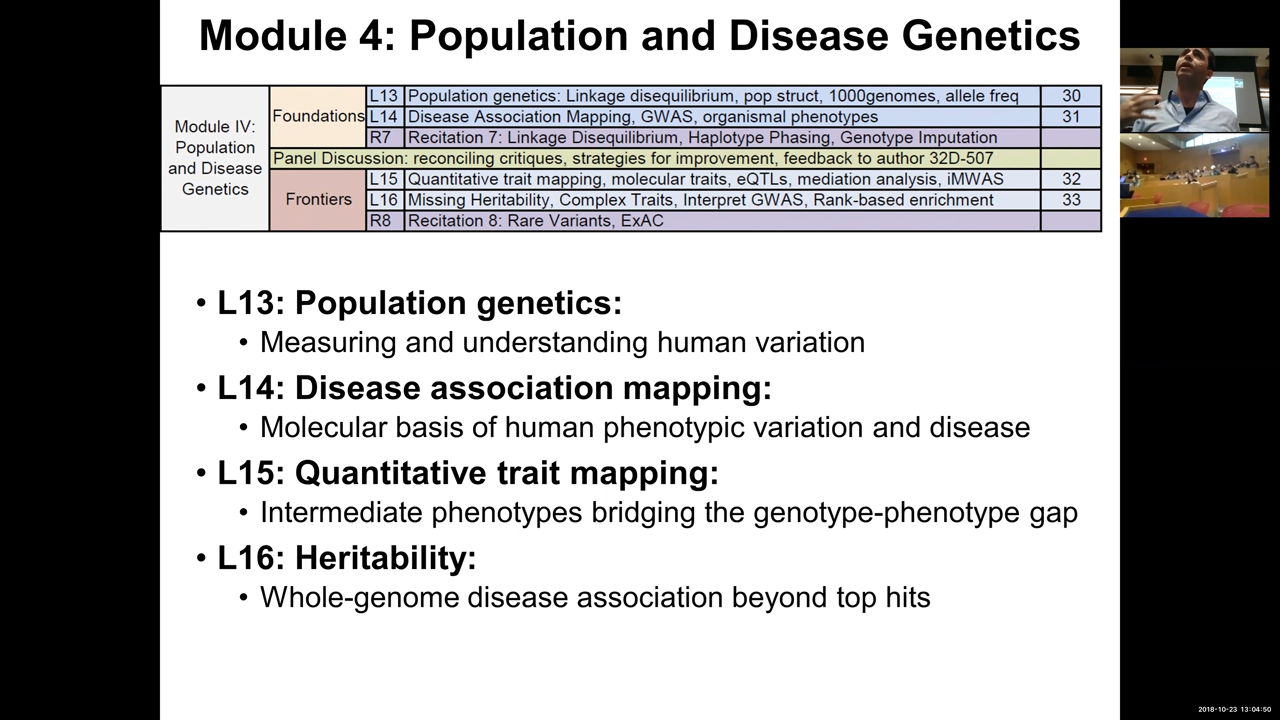 Module 4: Population and Disease Genetics
Module IV:
Population
and Disease
Genetics
Foundations
L13 Population genetics: Linkage disequilibrium, pop struct, 1000genomes, allele freq 30
L14 Disease Association Mapping, GWAS, organismal phenotypes 31
R7 Recitation 7: Linkage Disequilibrium, Haplotype Phasing, Genotype Imputation
Panel Discussion: reconciling critiques, strategies for improvement, feedback to author 32D-507
Frontiers
L15 Quantitative trait mapping, molecular traits, eQTLs, mediation analysis, iMWAS 32
L16 Missing Heritability, Complex Traits, Interpret GWAS, Rank-based enrichment 33
R8 Recitation 8: Rare Variants, ExAC
• L13: Population genetics:
• Measuring and understanding human variation
• L14: Disease association mapping:
• Molecular basis of human phenotypic variation and disease
• L15: Quantitative trait mapping:
• Intermediate phenotypes bridging the genotype-phenotype gap
• L16: Heritability:
• Whole-genome disease association beyond top hits
2018-10-23 13:04:50